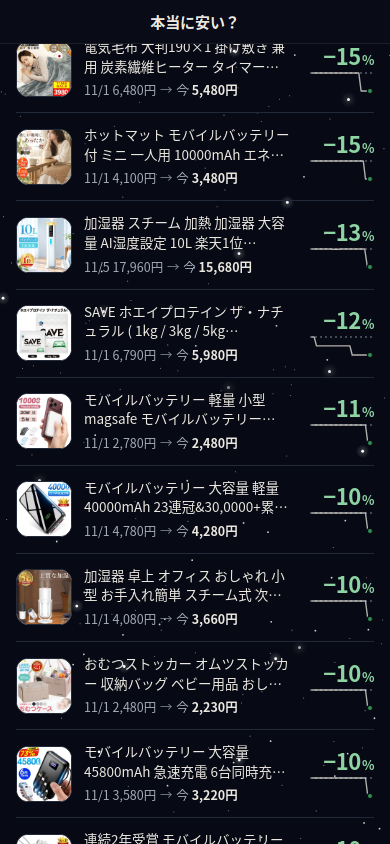 本当に安い？
電気毛布 大判190×1 掛け敷き 兼
用 炭素繊維ヒーター タイマー…
11/1 6,480円 → 今 5,480円
−15%
ホットマット モバイルバッテリー
付 ミニ 一人用 10000mAh エネ…
11/1 4,100円 → 今 3,480円
−15%
加湿器 スチーム 加熱 加湿器 大容
量 AI湿度設定 10L 楽天1位…
11/5 17,960円 → 今 15,680円
−13%
SAVE ホエイプロテイン ザ・ナチ
ュラル ( 1kg / 3kg / 5kg…
11/1 6,790円 → 今 5,980円
−12%
モバイルバッテリー 軽量 小型
magsafe モバイルバッテリー…
11/1 2,780円 → 今 2,480円
−11%
モバイルバッテリー 大容量 軽量
40000mAh 23連冠&30,0000+累…
11/1 4,780円 → 今 4,280円
−10%
加湿器 卓上 オフィス おしゃれ 小
型 お手入れ簡単 スチーム式 次…
11/1 4,080円 → 今 3,660円
−10%
おむつストッカー オムツストッカ
ー 収納バッグ ベビー用品 おし…
11/1 2,480円 → 今 2,230円
−10%
モバイルバッテリー 大容量
45800mAh 急速充電 6台同時充…
11/1 3,580円 → 今 3,220円
−10%
連続2年受賞 モバイルバッテリー